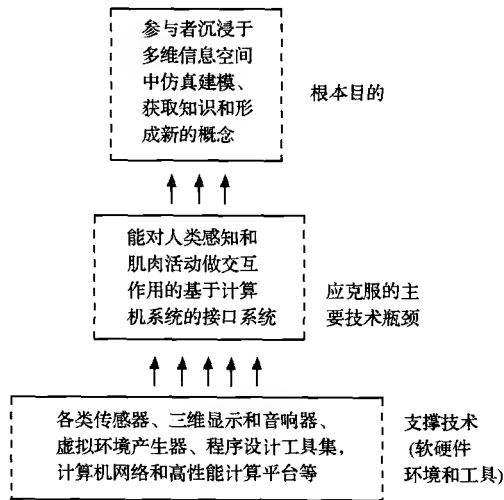 参与者沉浸于
多维信息空间
中仿真建模、
获取知识和形
成新的概念
根本目的
能对人类感知和
肌肉活动做交互
作用的基于计算
机系统的接口系统
应克服的主
要技术瓶颈
各类传感器、三维显示和音响器、
虚拟环境产生器、程序设计工具集,
计算机网络和高性能计算平台等
支撑技术
(软硬件
环境和工具)